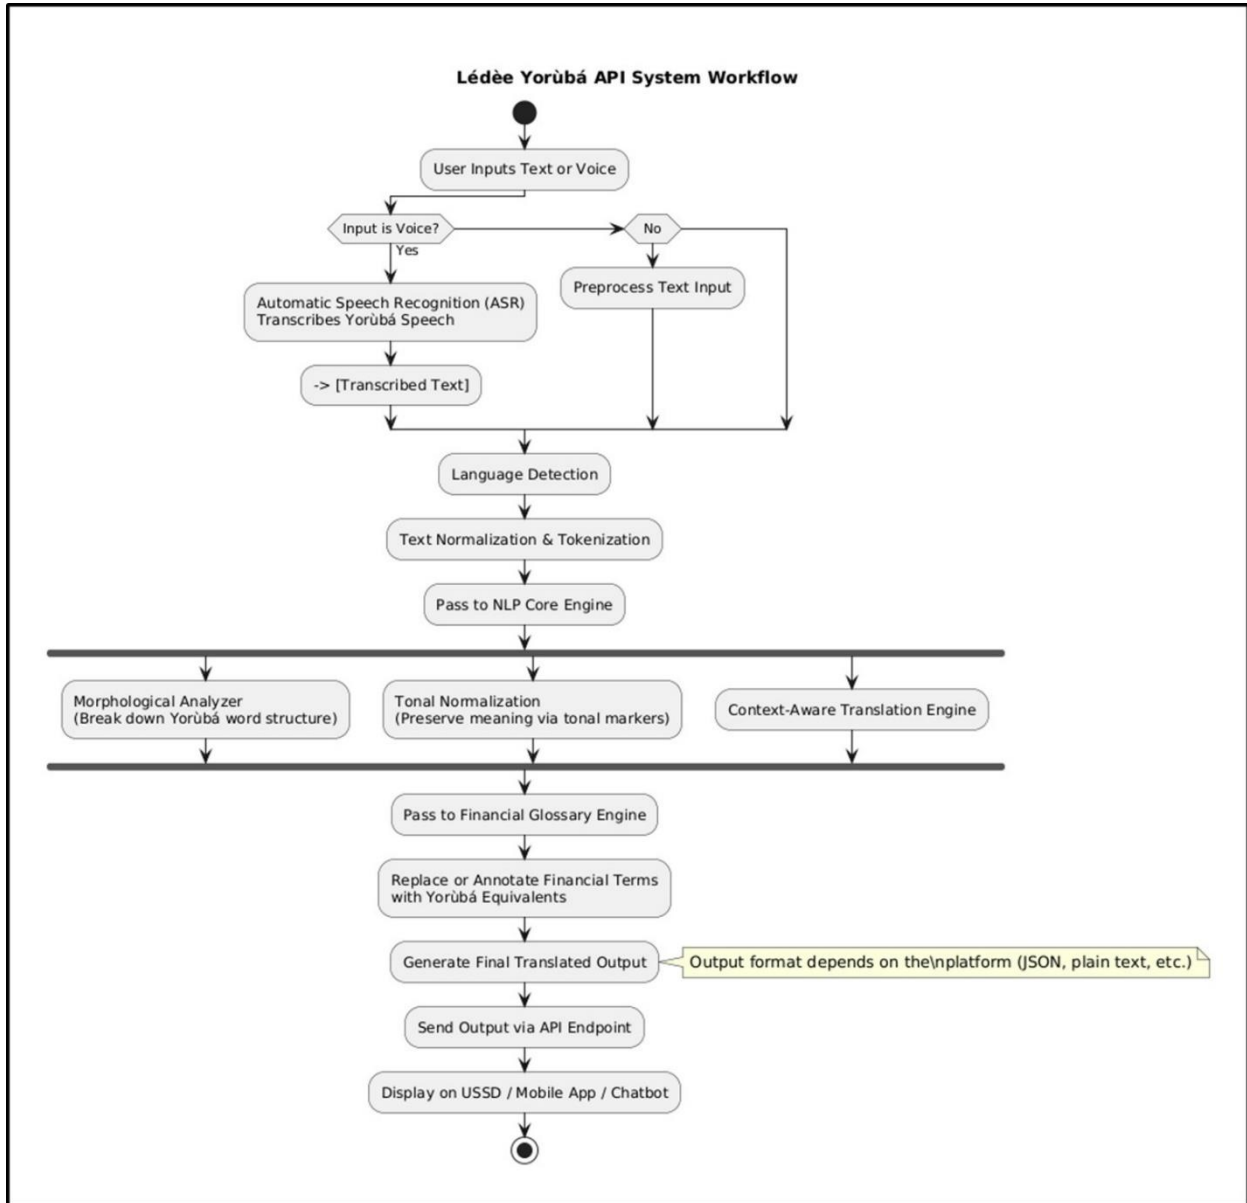 Lédèe Yorùbá API System Workflow
User Inputs Text or Voice
Input is Voice?
No
Yes
Preprocess Text Input
Automatic Speech Recognition (ASR)
Transcribes Yorùbá Speech
-> [Transcribed Text]
Language Detection
Text Normalization & Tokenization
Pass to NLP Core Engine
Morphological Analyzer
(Break down Yorùbá word structure)
Tonal Normalization
(Preserve meaning via tonal markers)
Context-Aware Translation Engine
Pass to Financial Glossary Engine
Replace or Annotate Financial Terms
with Yorùbá Equivalents
Generate Final Translated Output
Output format depends on the\nplatform (JSON, plain text, etc.)
Send Output via API Endpoint
Display on USSD / Mobile App / Chatbot